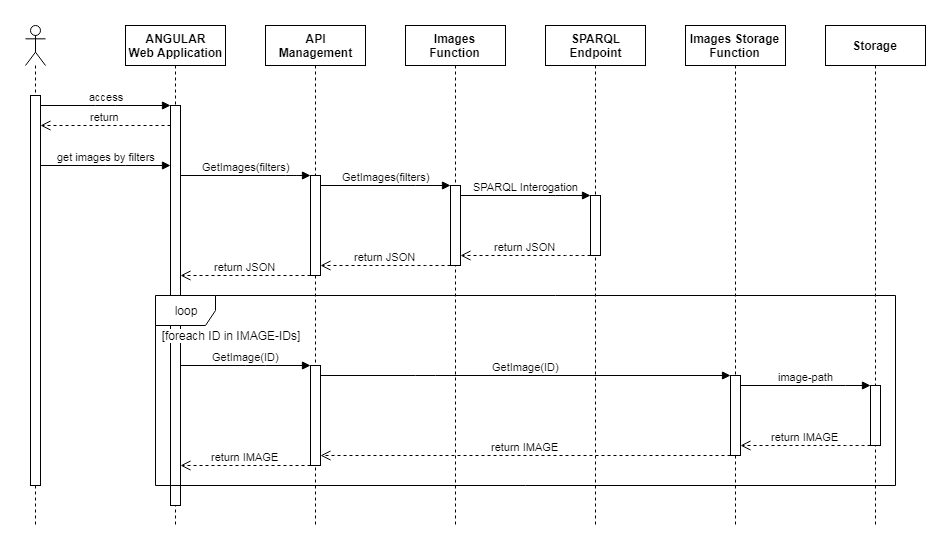 ANGULAR
Web Application
API
Management
Images
Function
SPARQL
Endpoint
Images Storage
Function
Storage
access
return
get images by filters
GetImages(filters)
GetImages(filters)
SPARQL Interogation
return JSON
return JSON
return JSON
loop
[foreach ID in IMAGE-IDs]
GetImage(ID)
GetImage(ID)
image-path
return IMAGE
return IMAGE
return IMAGE